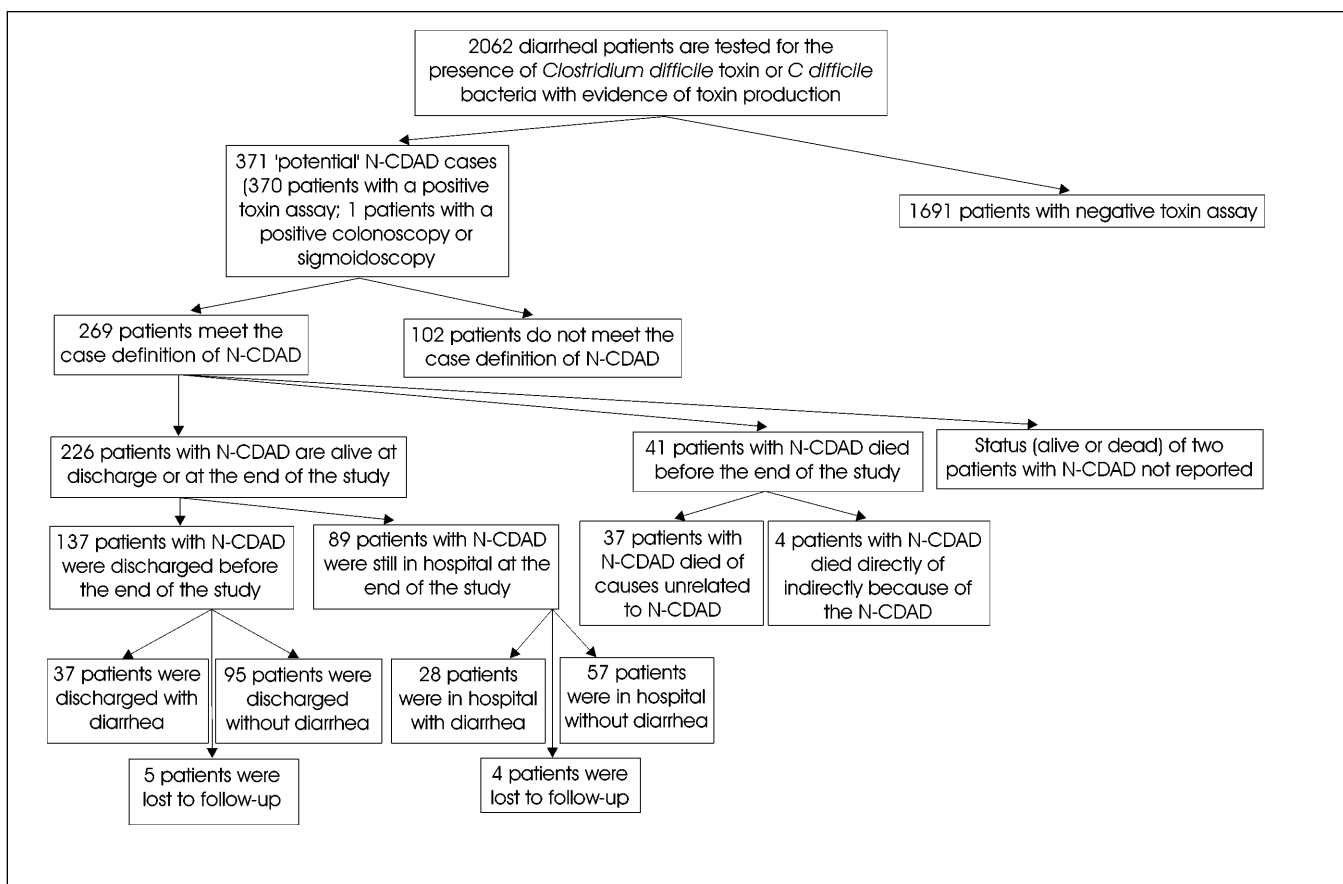 2062 diarrheal patients are tested for the
presence of Clostridium difficile toxin or C difficile
bacteria with evidence of toxin production
371 'potential' N-CDAD cases
(370 patients with a positive
toxin assay; 1 patients with a
positive colonoscopy or
sigmoidoscopy
1691 patients with negative toxin assay
269 patients meet the
case definition of N-CDAD
102 patients do not meet the
case definition of N-CDAD
226 patients with N-CDAD are alive at
discharge or at the end of the study
41 patients with N-CDAD died
before the end of the study
Status (alive or dead) of two
patients with N-CDAD not reported
137 patients with N-CDAD
were discharged before
the end of the study
89 patients with N-CDAD
were still in hospital at the
end of the study
37 patients with
N-CDAD died of
causes unrelated
to N-CDAD
4 patients with N-CDAD
died directly of
indirectly because of
the N-CDAD
37 patients were
discharged with
diarrhea
95 patients were
discharged
without diarrhea
28 patients
were in hospital
with diarrhea
57 patients
were in hospital
without diarrhea
5 patients were
lost to follow-up
4 patients were
lost to follow-up